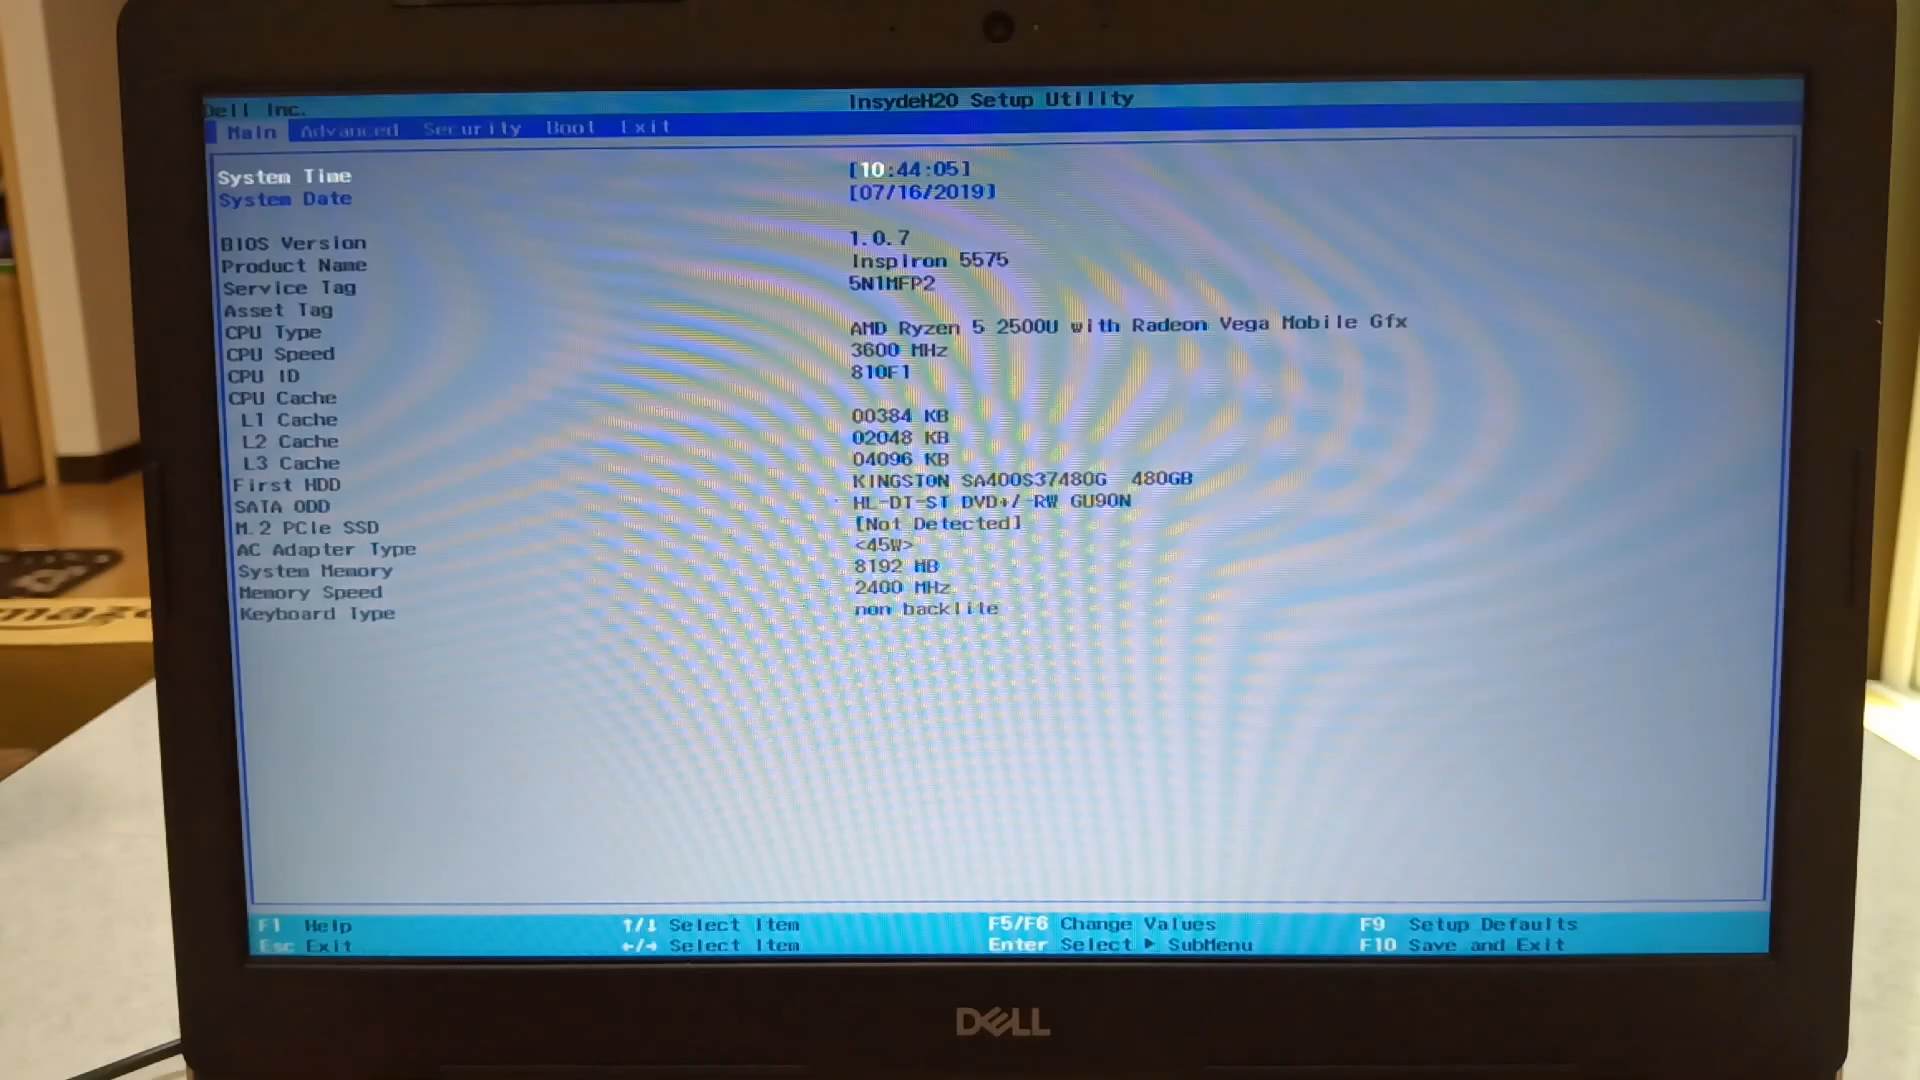 Dell Inc.
InsydeH20 Setup Utility
Main Advanced Security Boot Exit
System Time [10:44:05]
System Date [07/16/2019]
BIOS Version 1.0.7
Product Name Inspiron 5575
Service Tag 5N1MFP2
Asset Tag
CPU Type AMD Ryzen 5 2500U with Radeon Vega Mobile Gfx
CPU Speed 3600 MHz
CPU ID 810F1
CPU Cache
L1 Cache 00384 KB
L2 Cache 02048 KB
L3 Cache 04096 KB
First HDD KINGSTON SA400S37480G 480GB
SATA ODD HL-DT-ST DVD+/-RW GU90N
M.2 PCIe SSD [Not Detected]
AC Adapter Type <45W>
System Memory 8192 MB
Memory Speed 2400 MHz
Keyboard Type non backlite
F1 Help ↑/↓ Select Item F5/F6 Change Values F9 Setup Defaults
Esc Exit ←/→ Select Item Enter Select ▶ SubMenu F10 Save and Exit
DELL